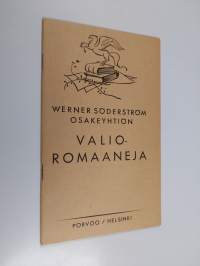 WERNER SÖDERSTRÖM
OSAKEYHTIÖN
VALIO-
ROMAANEJA
PORVOO / HELSINKI